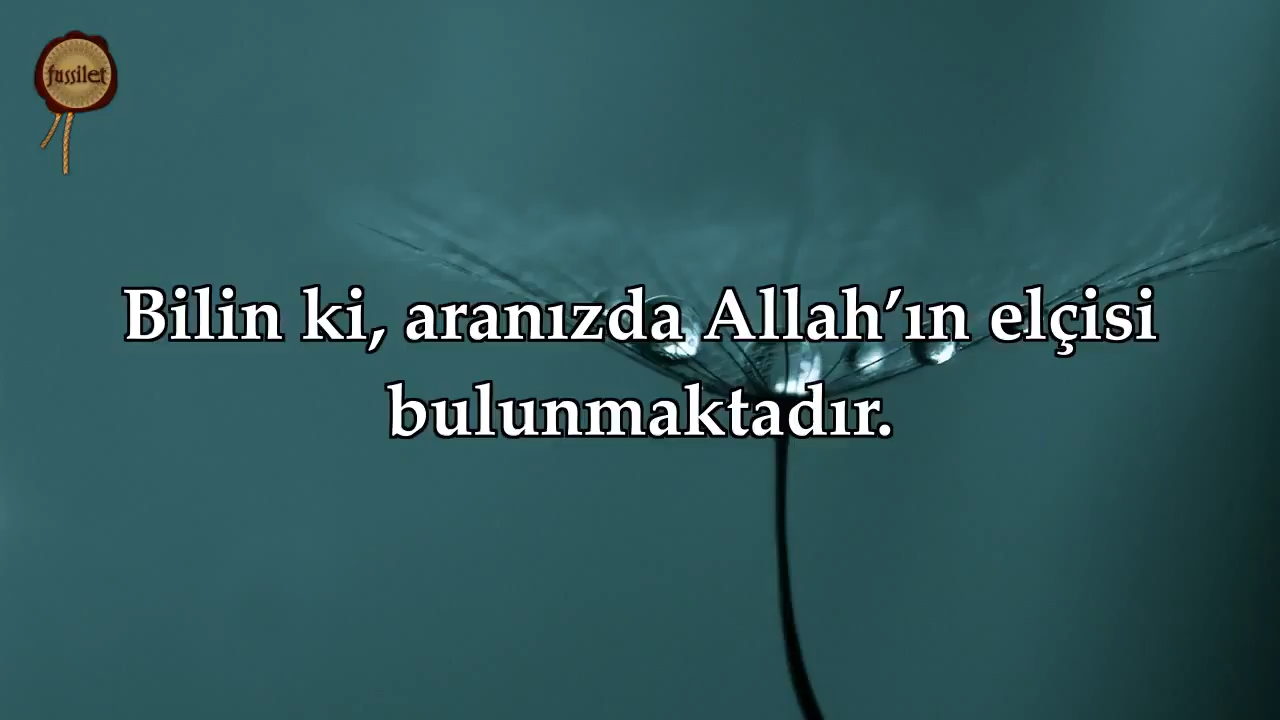 fussilet
Bilin ki, aranızda Allah’ın elçisi
bulunmaktadır.